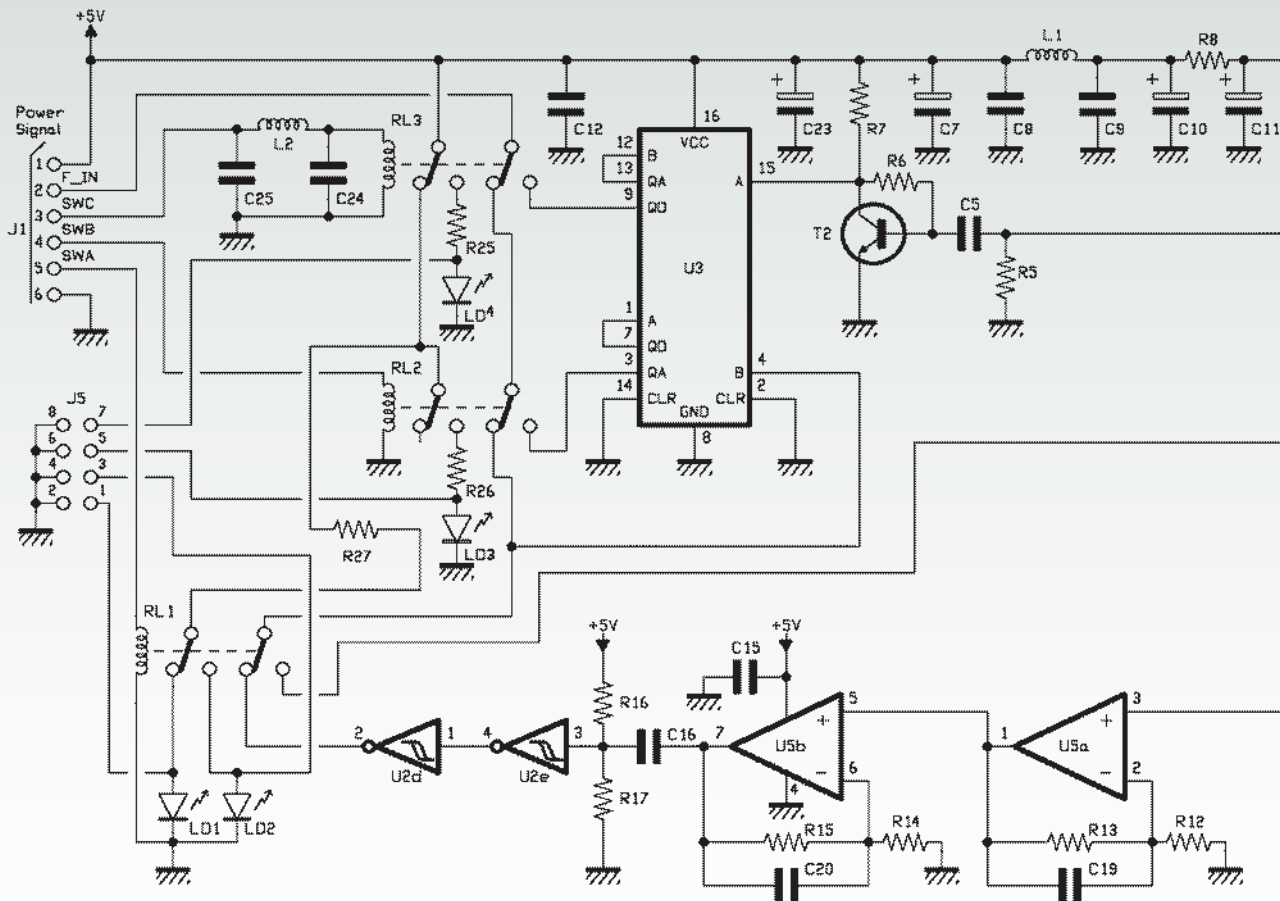 +5V
L1
R8
Power
Signal
RL3
C12
16
VCC
C23
R7
C7
C8
C9
C10
C11
L2
1
F_IN
2
SWC
3
SWB
4
SWA
5
6
J1
C25
C24
12
B
13
QA
9
QD
15
A
R6
C5
T2
R5
R25
U3
LD4
1
A
7
QD
3
QA
14
CLR
GND
8
4
B
2
CLR
RL2
J5
8
7
6
5
4
3
2
1
R26
LD3
R27
RL1
+5V
+5V
C15
R16
5
3
2
1
4
3
C16
7
+
U5b
-
6
4
1
+
U5a
-
2
U2d
U2e
R17
LD1
LD2
R15
R14
C20
R13
R12
C19